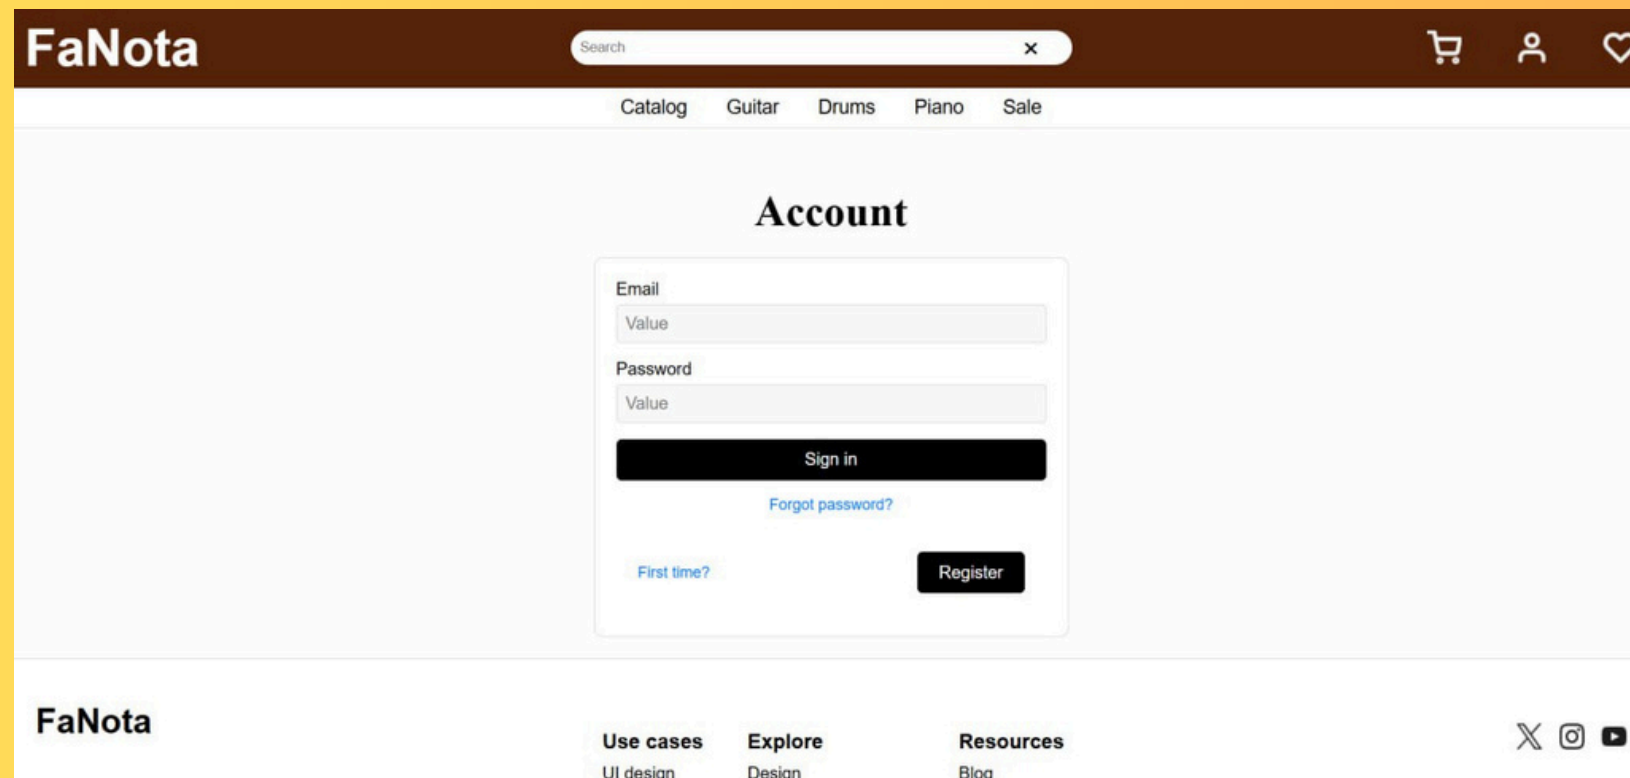 FaNota
Search
Catalog Guitar Drums Piano Sale
Account
Email
Value
Password
Value
Sign in
Forgot password?
First time? Register
FaNota
Use cases Explore Resources
UI design Design Blog